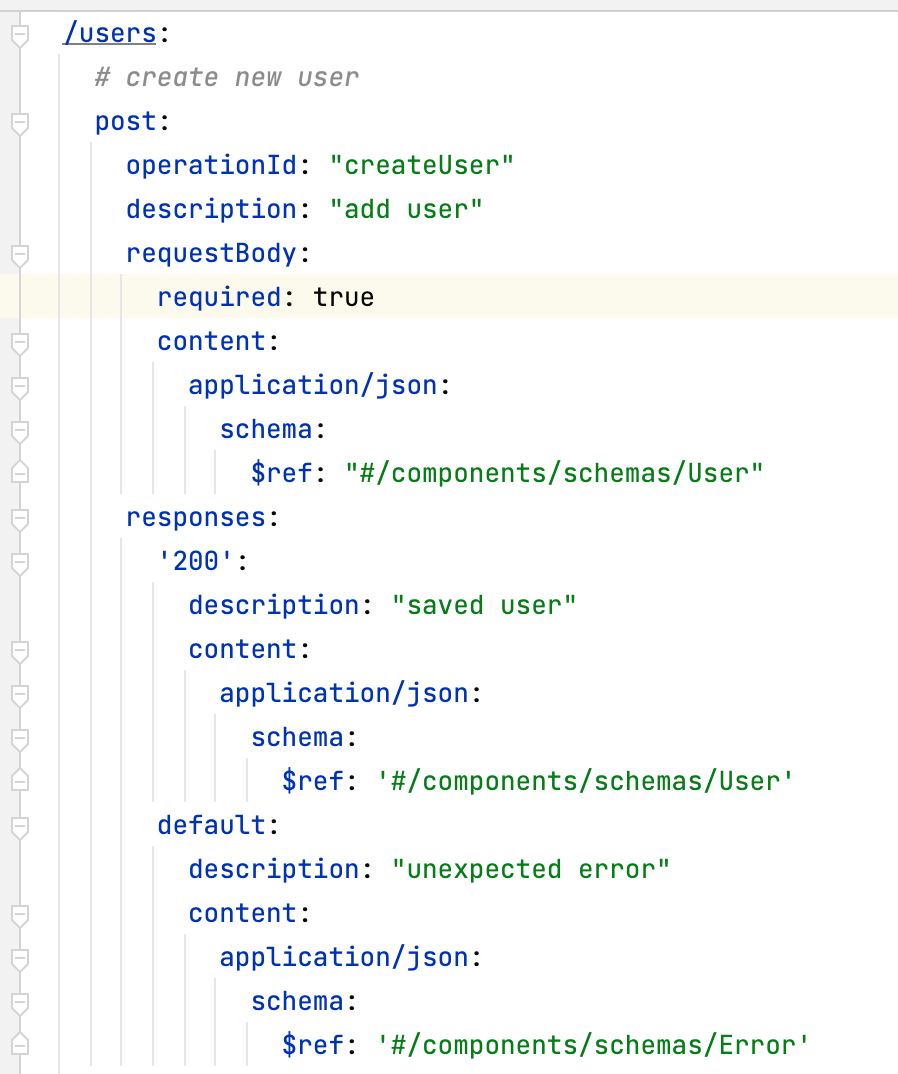 /users:
  # create new user
  post:
    operationId: "createUser"
    description: "add user"
    requestBody:
      required: true
      content:
        application/json:
          schema:
            $ref: "#/components/schemas/User"
    responses:
      '200':
        description: "saved user"
        content:
          application/json:
            schema:
              $ref: '#/components/schemas/User'
      default:
        description: "unexpected error"
        content:
          application/json:
            schema:
              $ref: '#/components/schemas/Error'